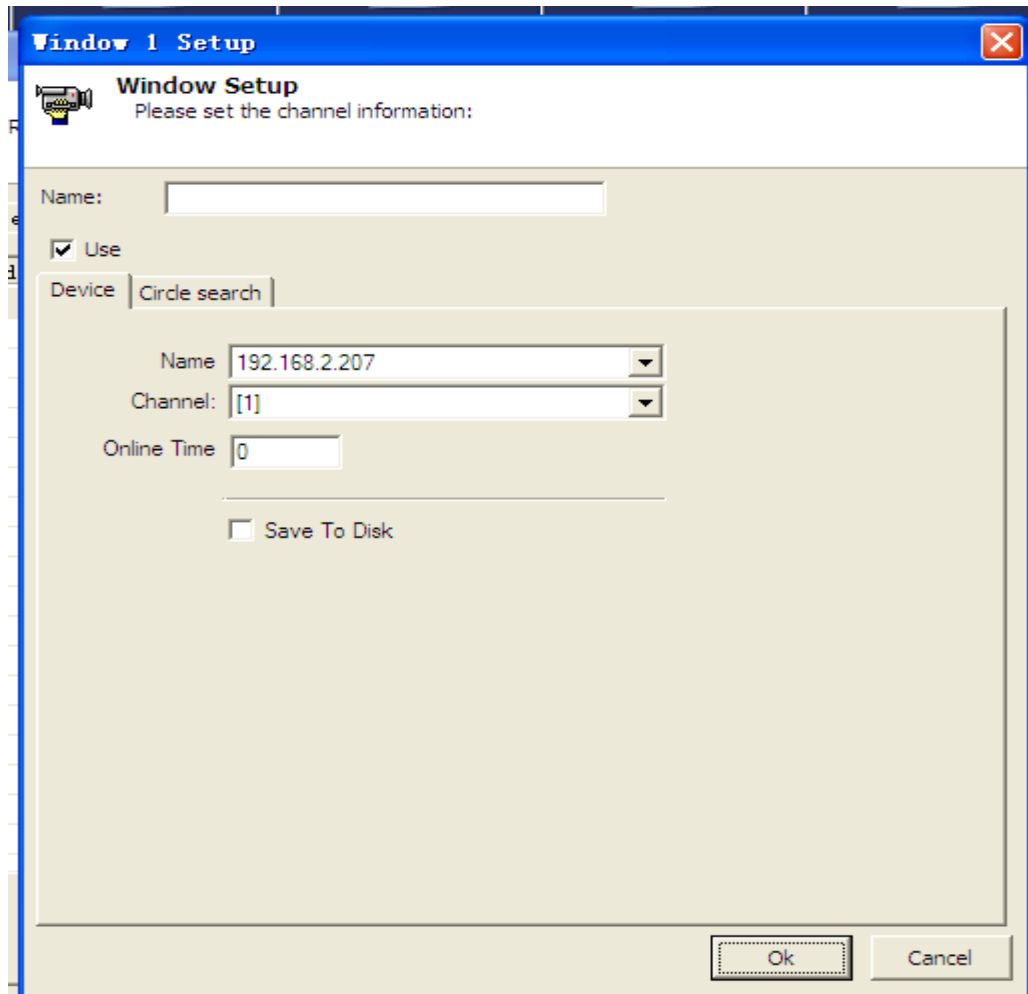 Window 1 Setup
Window Setup
Please set the channel information:
R
Name:
e
Use
Device Circle search
Name 192.168.2.207
Channel: [1]
Online Time 0
Save To Disk
Ok Cancel